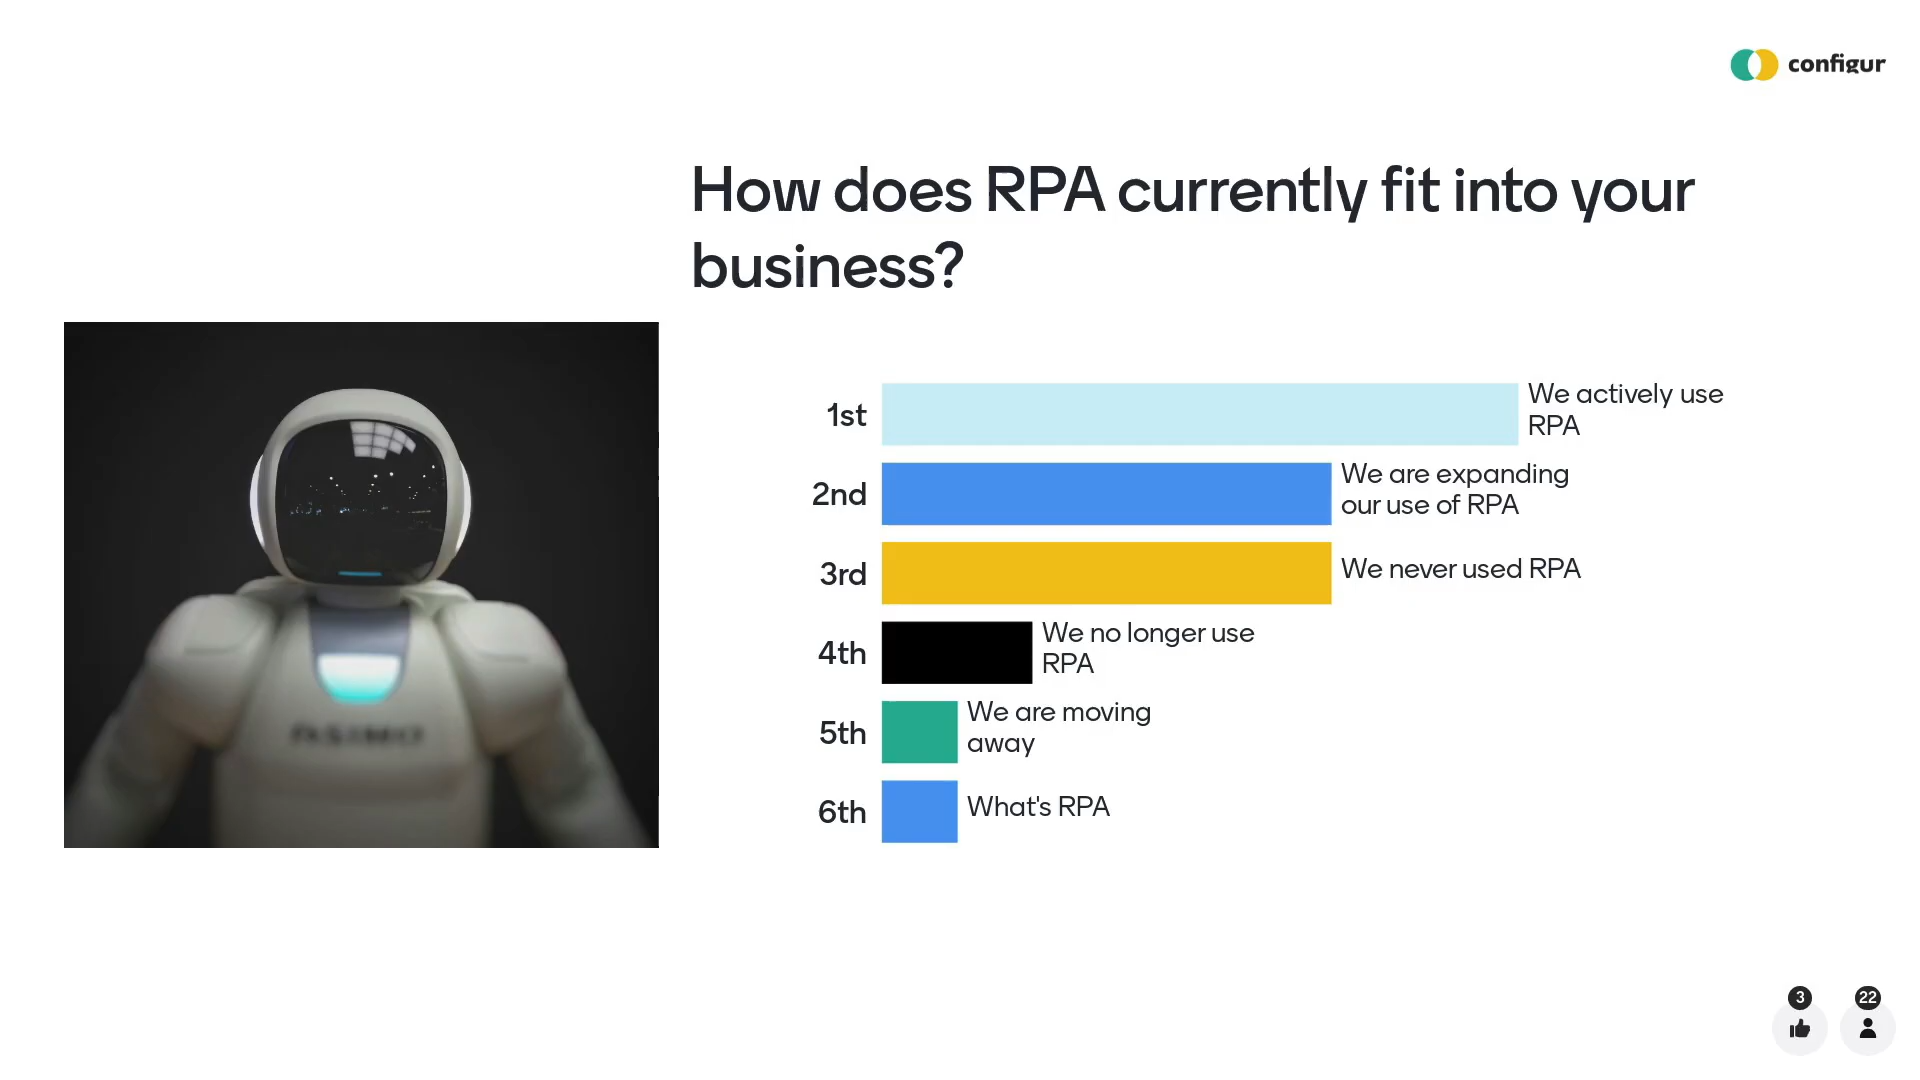 configur
How does RPA currently fit into your
business?
1st
We actively use
RPA
2nd
We are expanding
our use of RPA
3rd
We never used RPA
4th
We no longer use
RPA
5th
We are moving
away
6th
What's RPA
ASIMO
3
22